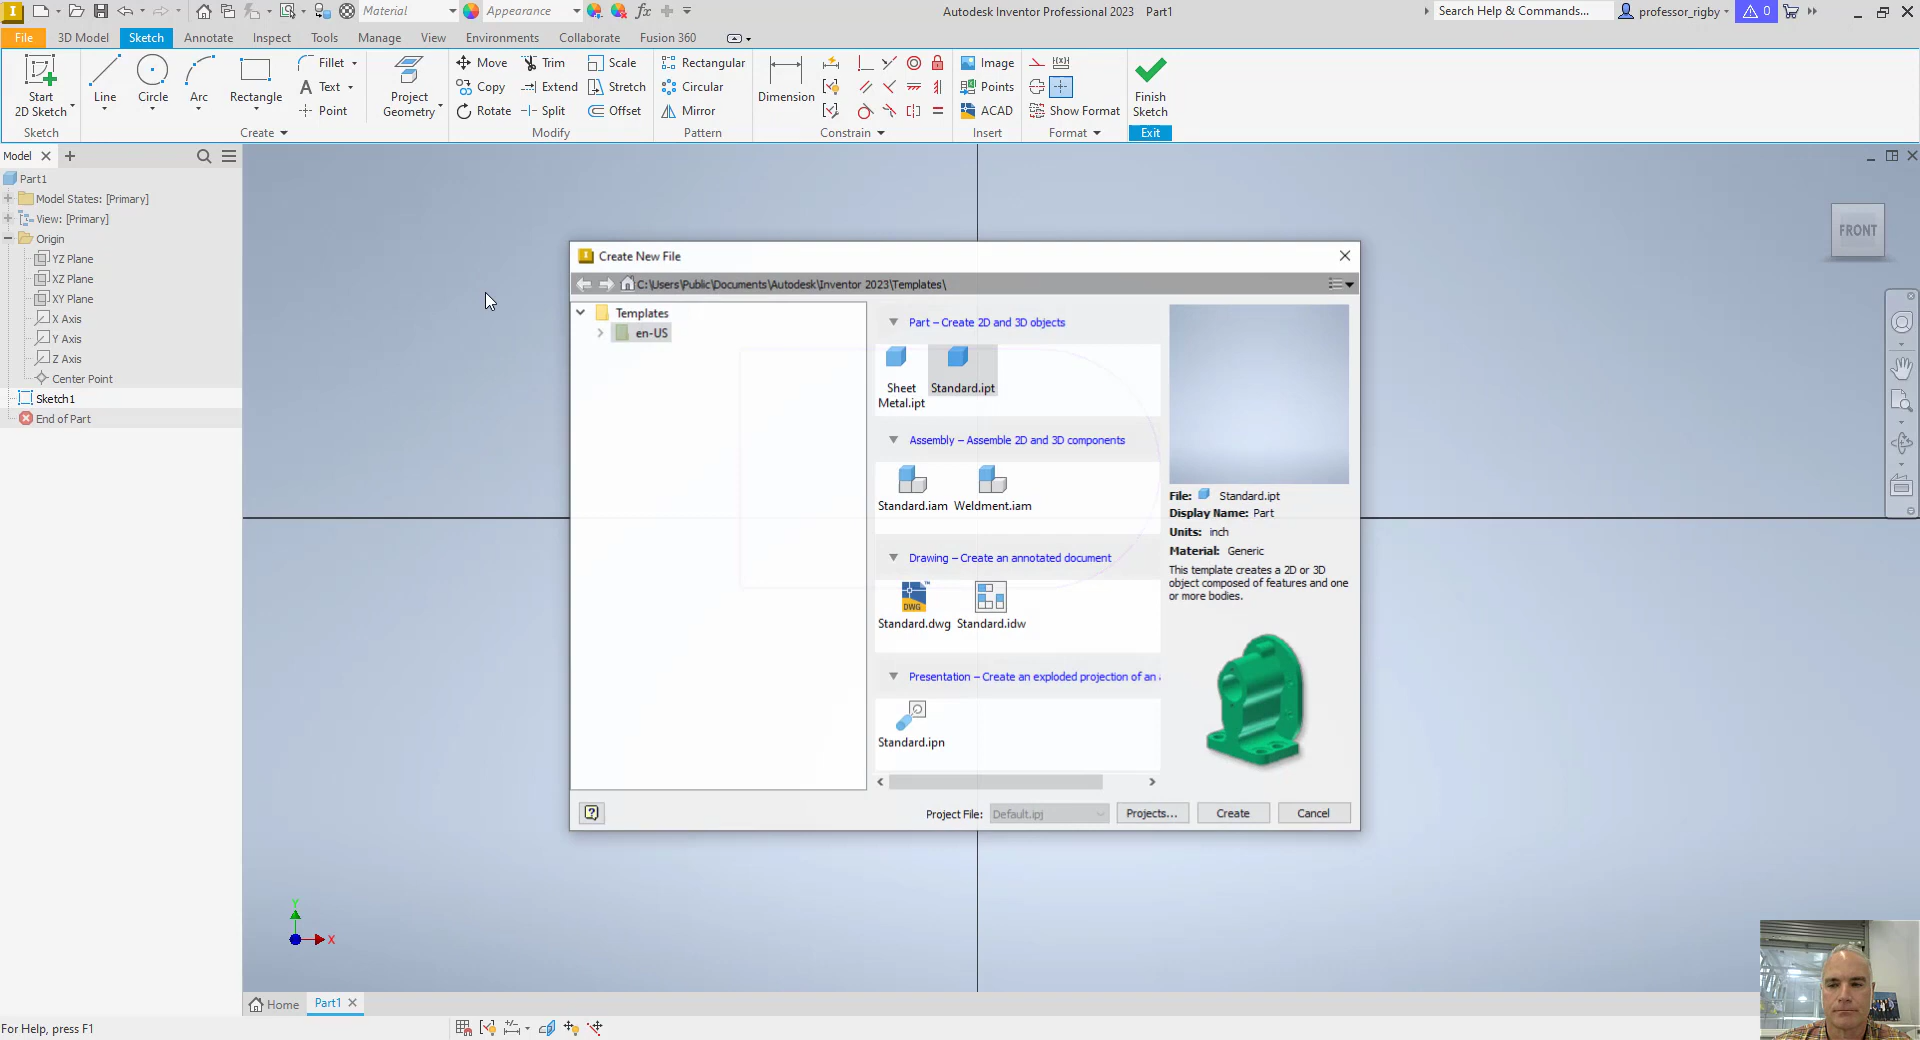 Material
Appearance
Autodesk Inventor Professional 2023 Part1
Search Help & Commands...
professor_rigby
0
File
3D Model
Sketch
Annotate
Inspect
Tools
Manage
View
Environments
Collaborate
Fusion 360
Start
2D Sketch
Line
Circle
Arc
Rectangle
Fillet
Text
Point
Project
Geometry
Move
Copy
Rotate
Trim
Extend
Split
Scale
Stretch
Offset
Rectangular
Circular
Mirror
Dimension
Image
Points
ACAD
Show Format
Finish
Sketch
Sketch
Create
Modify
Pattern
Constrain
Insert
Format
Exit
Model
Part1
Model States: [Primary]
View: [Primary]
Origin
YZ Plane
XZ Plane
XY Plane
X Axis
Y Axis
Z Axis
Center Point
Sketch1
End of Part
FRONT
Create New File
C:\Users\Public\Documents\Autodesk\Inventor 2023\Templates\
Templates
en-US
Part – Create 2D and 3D objects
Sheet
Metal.ipt
Standard.ipt
Assembly – Assemble 2D and 3D components
Standard.iam
Weldment.iam
Drawing – Create an annotated document
DWG
Standard.dwg
Standard.idw
Presentation – Create an exploded projection of an
Standard.ipn
File: Standard.ipt
Display Name: Part
Units: inch
Material: Generic
This template creates a 2D or 3D
object composed of features and one
or more bodies.
Project File:
Default.ipj
Projects...
Create
Cancel
Y
X
Home
Part1
For Help, press F1